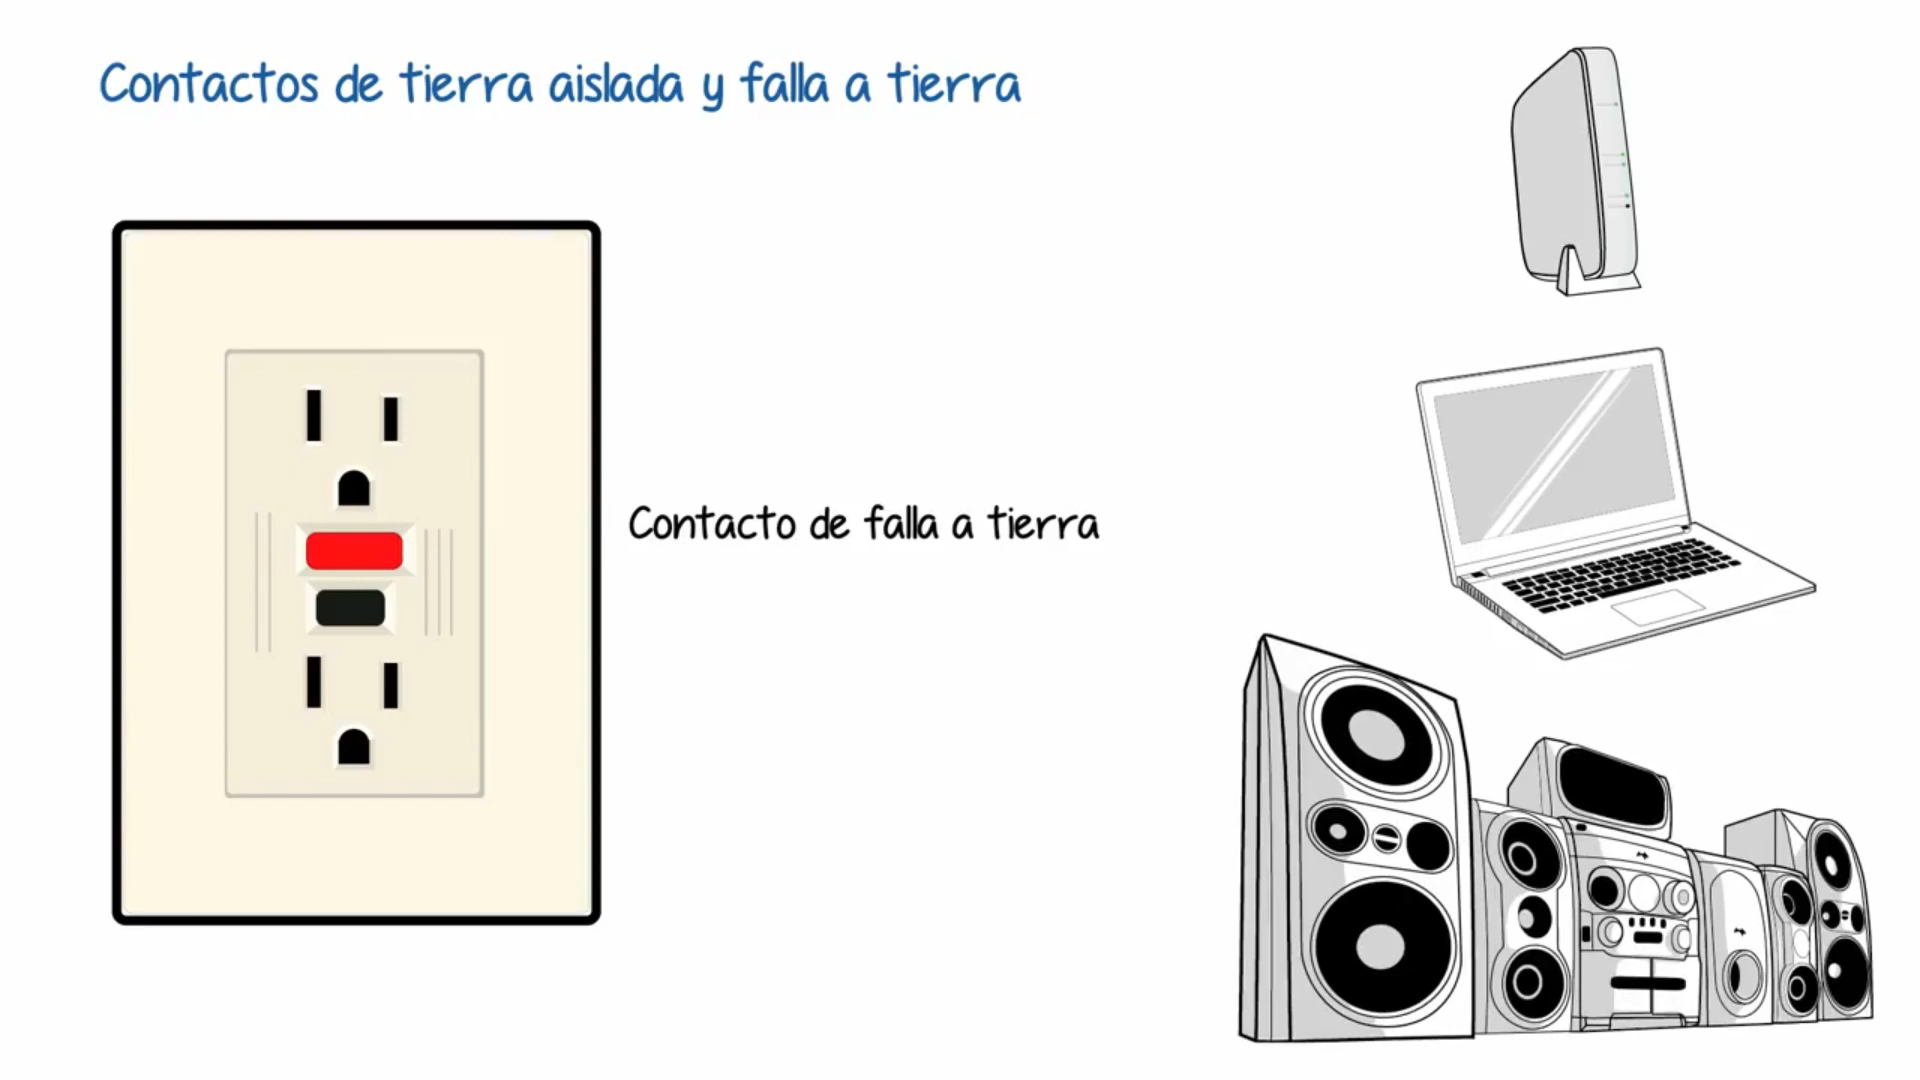 Contactos de tierra aislada y falla a tierra
Contacto de falla a tierra